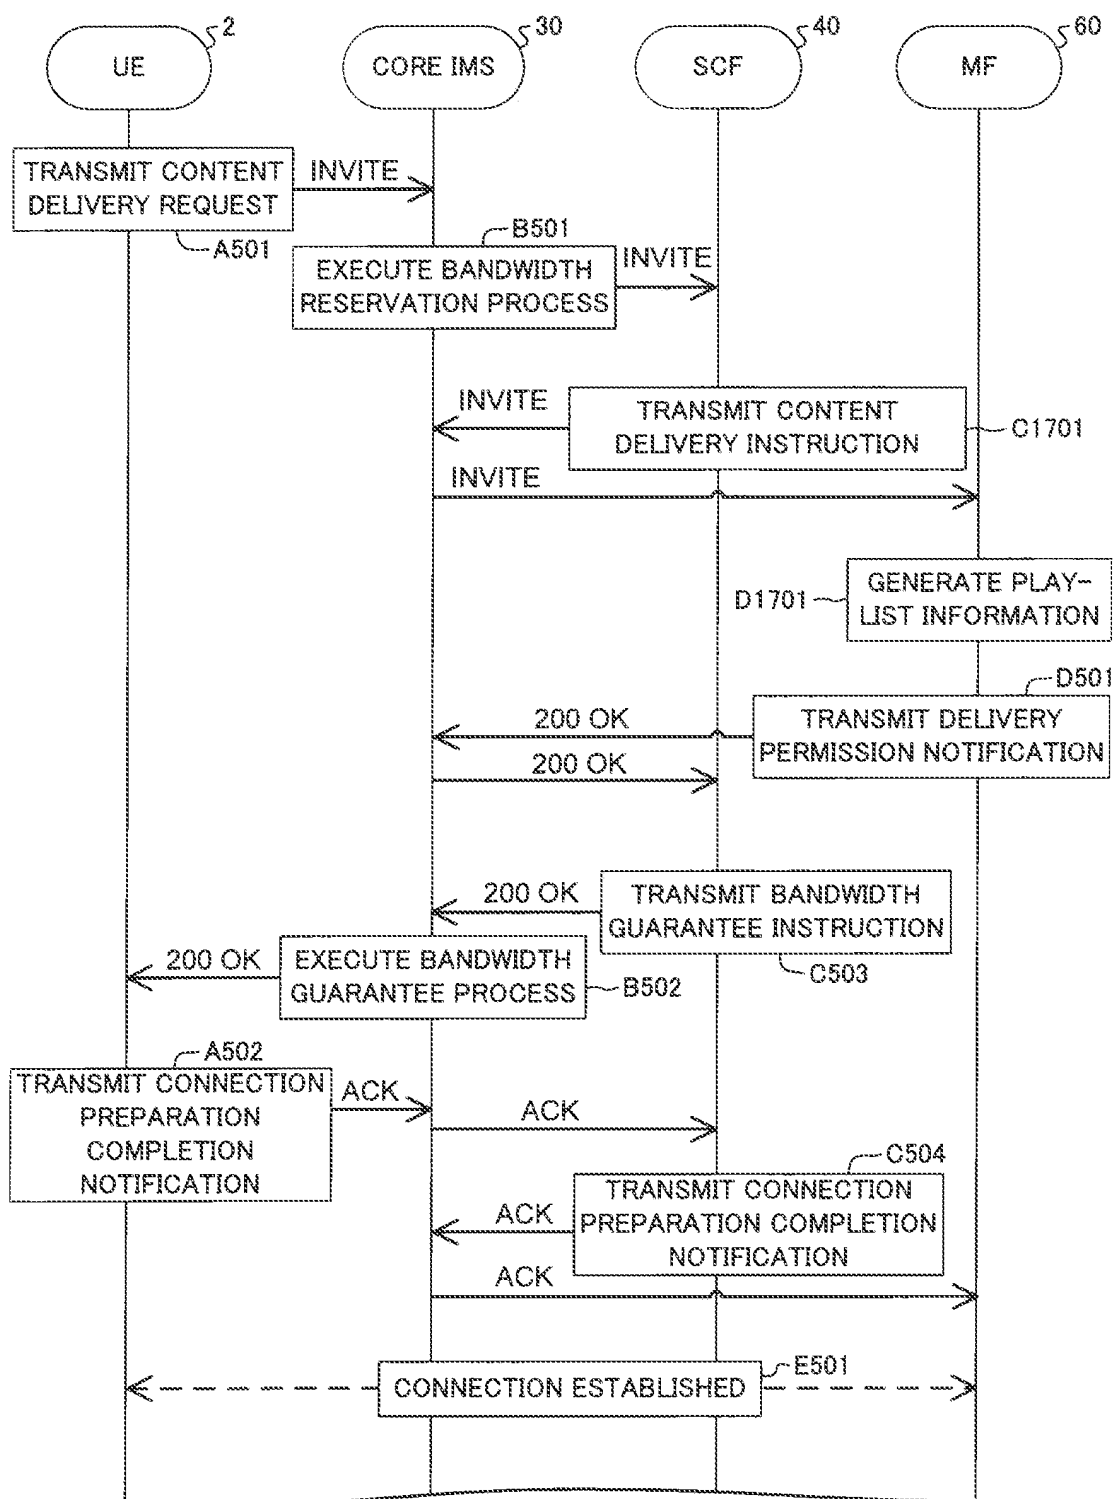 2
30
40
60
UE
CORE IMS
SCF
MF
TRANSMIT CONTENT
DELIVERY REQUEST
INVITE
A501
B501
EXECUTE BANDWIDTH
RESERVATION PROCESS
INVITE
INVITE
TRANSMIT CONTENT
DELIVERY INSTRUCTION
C1701
INVITE
D1701
GENERATE PLAY-
LIST INFORMATION
D501
200 OK
TRANSMIT DELIVERY
PERMISSION NOTIFICATION
200 OK
200 OK
TRANSMIT BANDWIDTH
GUARANTEE INSTRUCTION
C503
200 OK
EXECUTE BANDWIDTH
GUARANTEE PROCESS
B502
A502
TRANSMIT CONNECTION
PREPARATION
COMPLETION
NOTIFICATION
ACK
ACK
C504
ACK
TRANSMIT CONNECTION
PREPARATION COMPLETION
NOTIFICATION
ACK
E501
CONNECTION ESTABLISHED